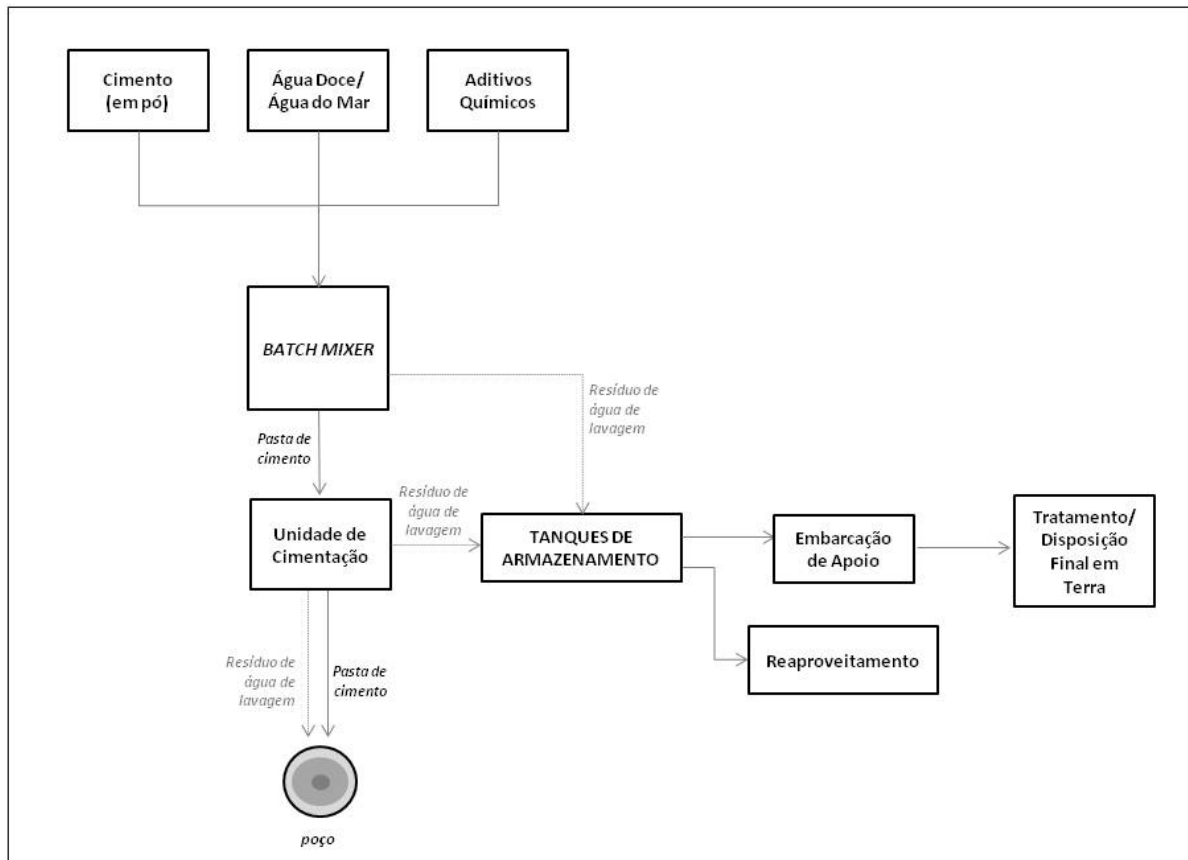 Cimento
(em pó)
Água Doce/
Água do Mar
Aditivos
Químicos
BATCH MIXER
Resíduo de
água de
lavagem
Pasta de
cimento
Unidade de
Cimentação
Resíduo de
água de
lavagem
TANQUES DE
ARMAZENAMENTO
Embarcação
de Apoio
Tratamento/
Disposição
Final em
Terra
Reaproveitamento
Resíduo de
água de
lavagem
Pasta de
cimento
poço